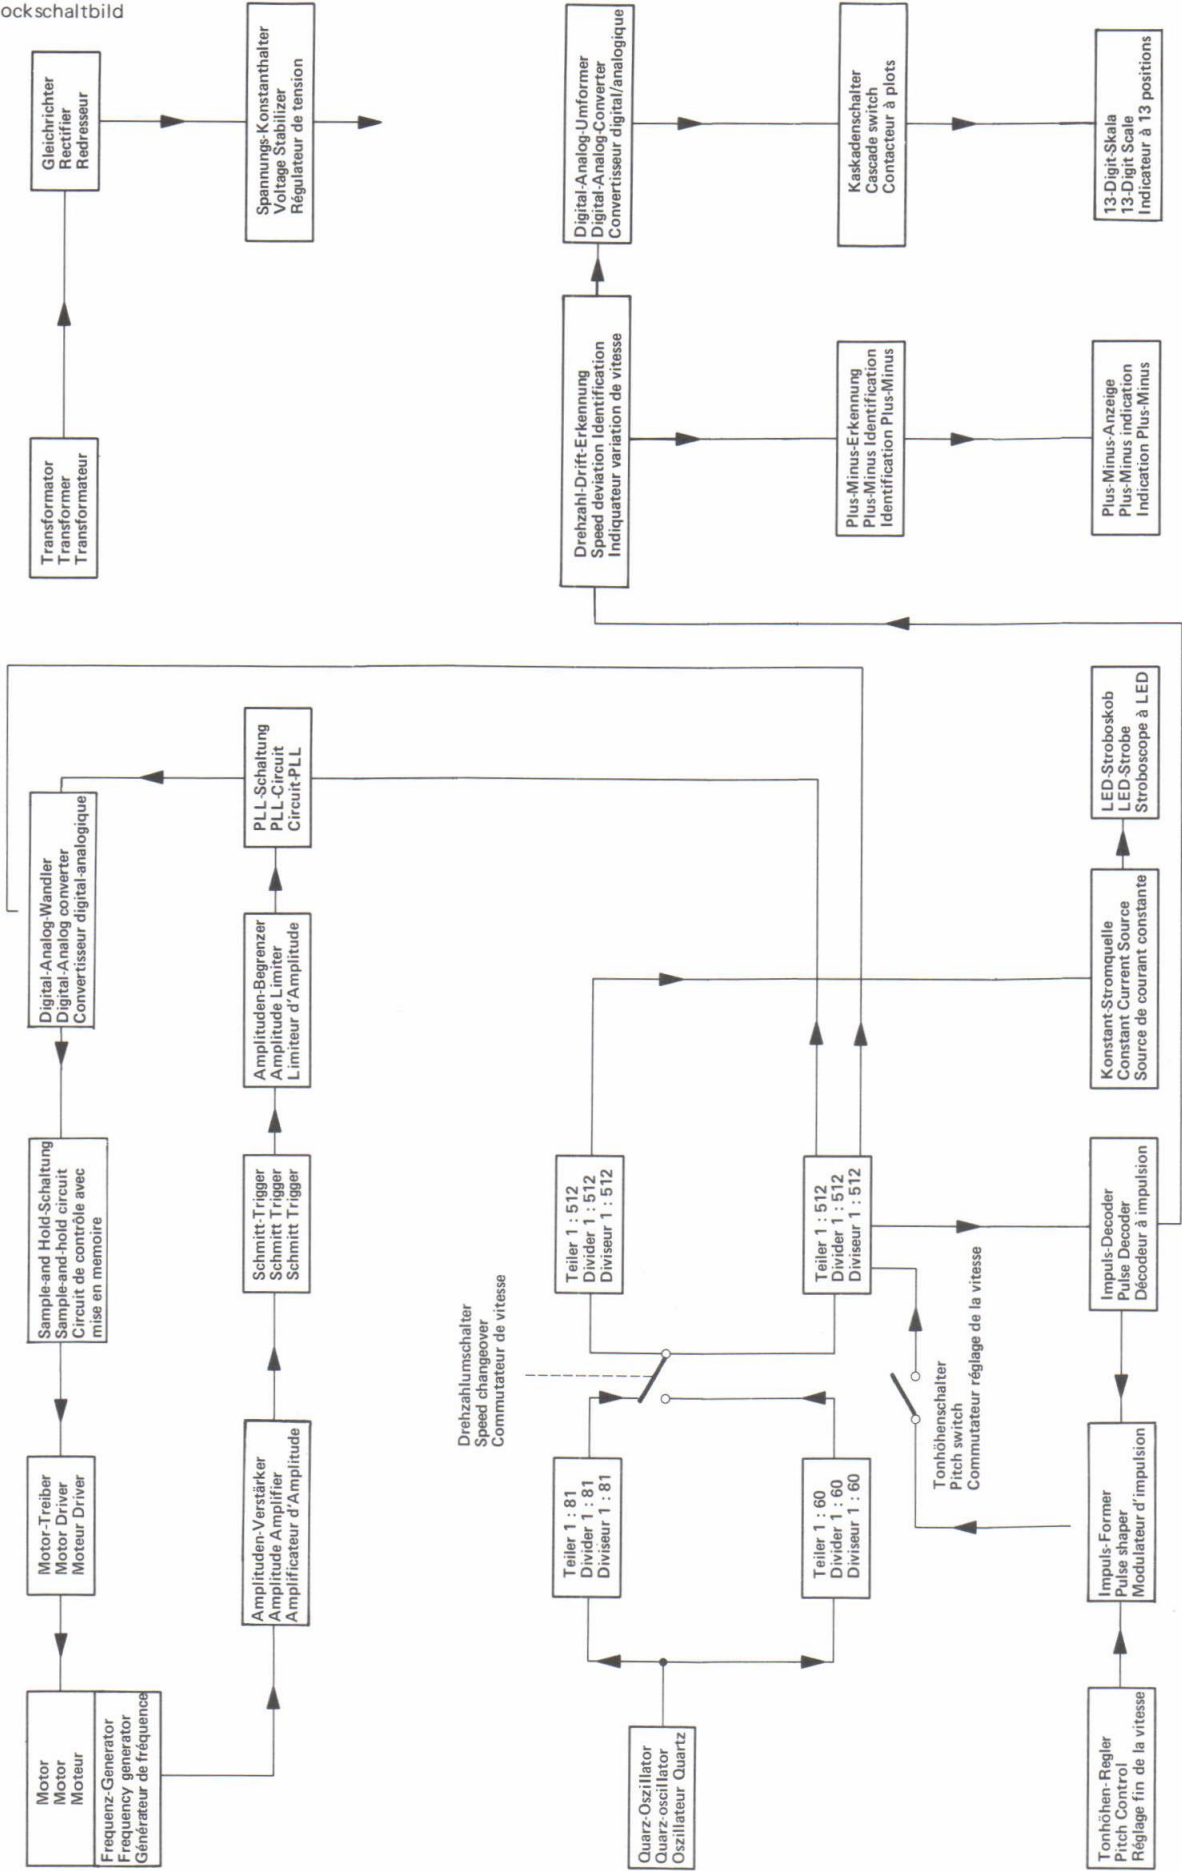 ockschaltbild
Motor
Motor
Moteur
Frequenz-Generator
Frequency generator
Générateur de fréquence
Motor-Treiber
Motor Driver
Moteur Driver
Sample-and Hold-Schaltung
Sample-and-hold circuit
Circuit de contrôle avec
mise en memoire
Digital-Analog-Wandler
Digital-Analog converter
Convertisseur digital-analogique
Transformator
Transformer
Transformateur
Gleichrichter
Rectifier
Redresseur
Amplituden-Verstärker
Amplitude Amplifier
Amplificateur d'Amplitude
Schmitt-Trigger
Schmitt Trigger
Schmitt Trigger
Amplituden-Begrenzer
Amplitude Limiter
Limiteur d'Amplitude
PLL-Schaltung
PLL-Circuit
Circuit-PLL
Spannungs-Konstanthalter
Voltage Stabilizer
Régulateur de tension
Drehzahlumschalter
Speed changeover
Commutateur de vitesse
Quarz-Oszillator
Quarz-oscillator
Oszillateur Quartz
Teiler 1 : 81
Divider 1 : 81
Diviseur 1 : 81
Teiler 1 : 512
Divider 1 : 512
Diviseur 1 : 512
Drehzahl-Drift-Erkennung
Speed deviation Identification
Indiquateur variation de vitesse
Digital-Analog-Umformer
Digital-Analog-Converter
Convertisseur digital/analogique
Teiler 1 : 60
Divider 1 : 60
Diviseur 1 : 60
Teiler 1 : 512
Divider 1 : 512
Diviseur 1 : 512
Plus-Minus-Erkennung
Plus-Minus Identification
Identification Plus-Minus
Kaskadenschalter
Cascade switch
Contacteur à plots
Tonhöhenschalter
Pitch switch
Commutateur réglage de la vitesse
Tonhöhen-Regler
Pitch Control
Réglage fin de la vitesse
Impuls-Former
Pulse shaper
Modulateur d'impulsion
Impuls-Decoder
Pulse Decoder
Décodeur à impulsion
Konstant-Stromquelle
Constant Current Source
Source de courant constante
LED-Stroboskob
LED-Strobe
Stroboscope à LED
Plus-Minus-Anzeige
Plus-Minus indication
Indication Plus-Minus
13-Digit-Skala
13-Digit Scale
Indicateur à 13 positions